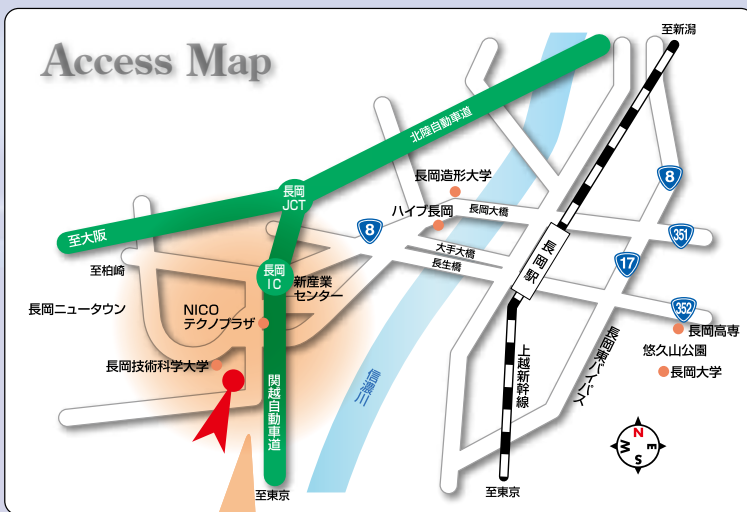 Access Map
至新潟
北陸自動車道
長岡造形大学
長岡
JCT
ハイブ長岡
長岡大橋
8
8
351
至大阪
大手大橋
長生橋
長岡駅
17
至柏崎
長岡
IC
新産業
センター
長岡ニュータウン
NICO
テクノプラザ
352
長岡高専
悠久山公園
長岡大学
長岡東バイパス
長岡技術科学大学
関越自動車道
信濃川
上越新幹線
N
E
S
W
至東京
至東京